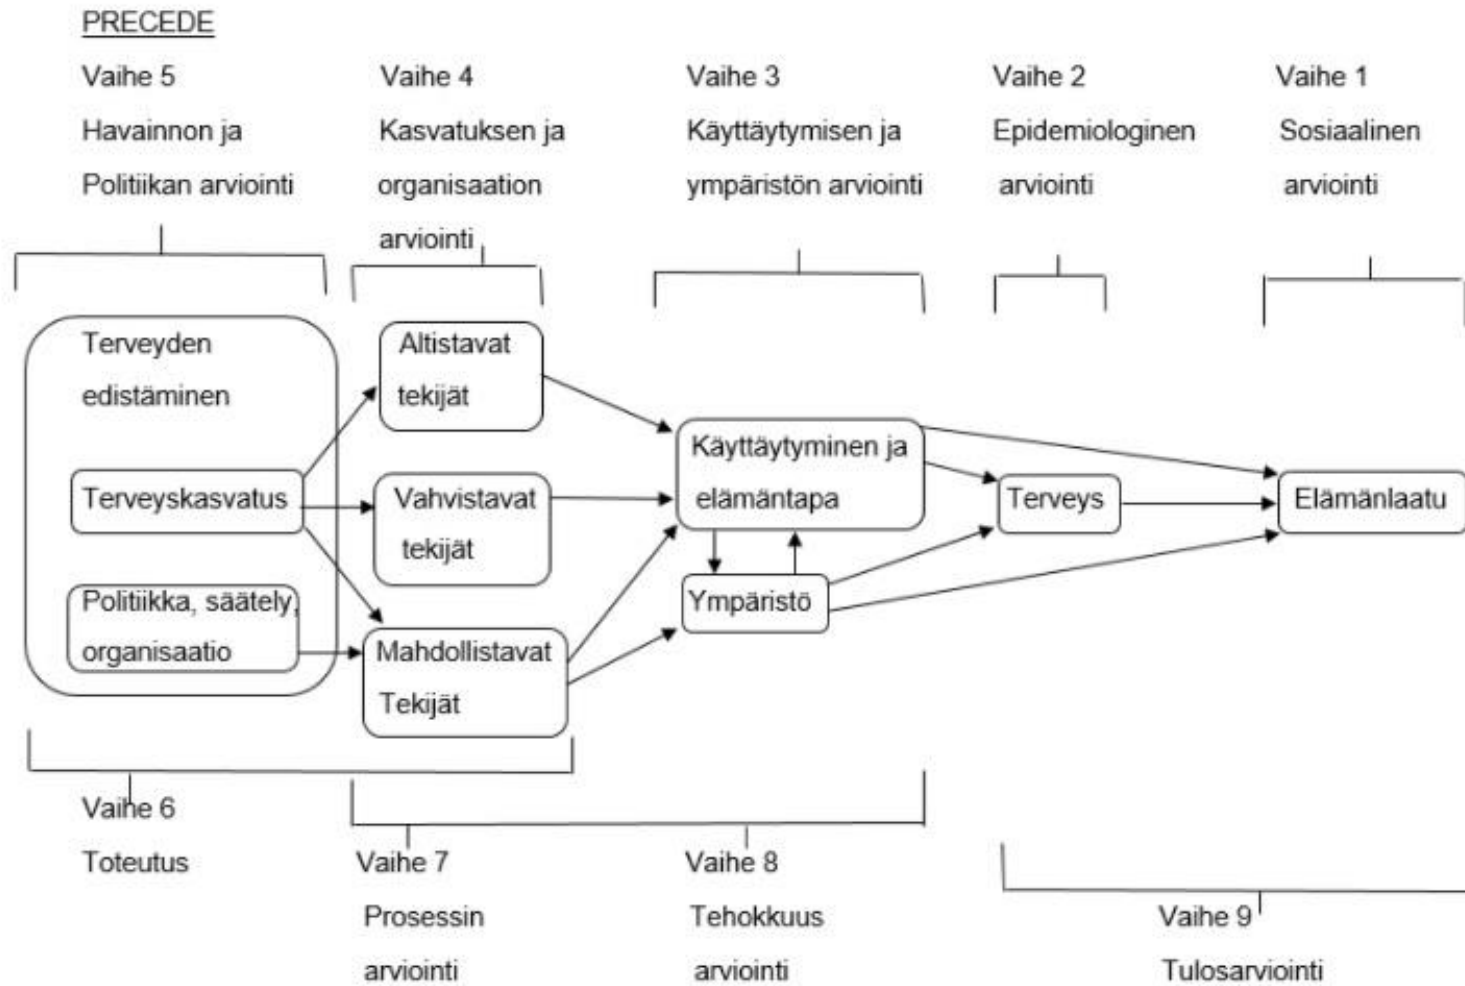 PRECEDE
Vaihe 5
Havainnon ja
Politiikan arviointi
Vaihe 4
Kasvatuksen ja
organisaation
arviointi
Vaihe 3
Käyttäytymisen ja
ympäristön arviointi
Vaihe 2
Epidemiologinen
arviointi
Vaihe 1
Sosiaalinen
arviointi
Terveyden
edistäminen
Terveyskasvatus
Politiikka, säätely,
organisaatio
Altistavat
tekijät
Vahvistavat
tekijät
Mahdollistavat
Tekijät
Käyttäytyminen ja
elämäntapa
Ympäristö
Terveys
Elämänlaatu
Vaihe 6
Toteutus
Vaihe 7
Prosessin
arviointi
Vaihe 8
Tehokkuus
arviointi
Vaihe 9
Tulosarviointi